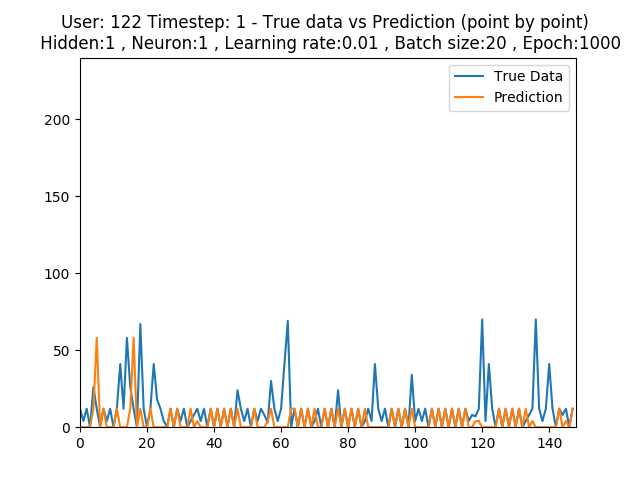 User: 122 Timestep: 1 - True data vs Prediction (point by point)
Hidden:1 , Neuron:1 , Learning rate:0.01 , Batch size:20 , Epoch:1000
True Data
Prediction
200
150
100
50
0
0 20 40 60 80 100 120 140